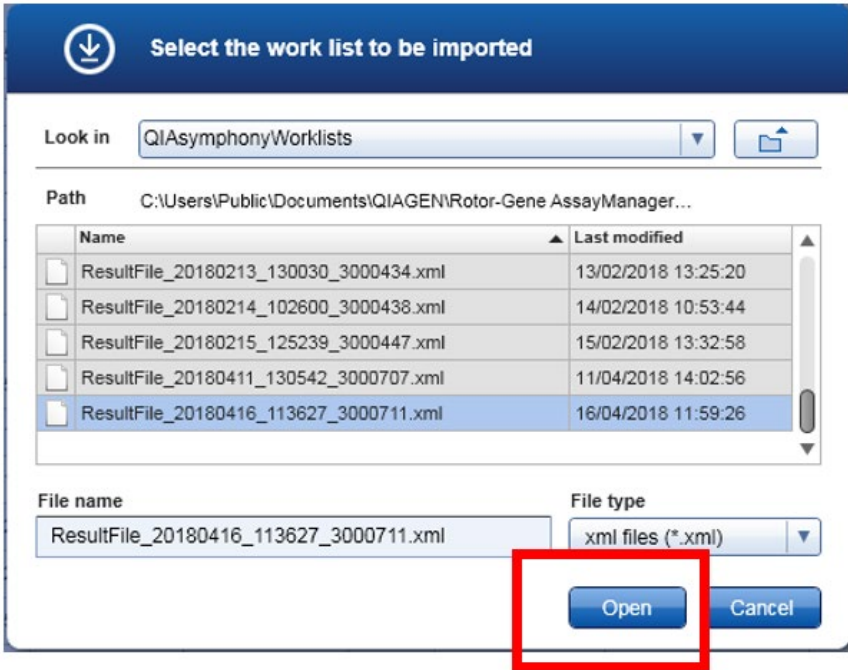 Select the work list to be imported
Look in QIAsymphonyWorklists
Path C:\Users\Public\Documents\QIAGEN\Rotor-Gene AssayManager...
Name Last modified
ResultFile_20180213_130030_3000434.xml 13/02/2018 13:25:20
ResultFile_20180214_102600_3000438.xml 14/02/2018 10:53:44
ResultFile_20180215_125239_3000447.xml 15/02/2018 13:32:58
ResultFile_20180411_130542_3000707.xml 11/04/2018 14:02:56
ResultFile_20180416_113627_3000711.xml 16/04/2018 11:59:26
File name File type
ResultFile_20180416_113627_3000711.xml xml files (*.xml)
Open Cancel